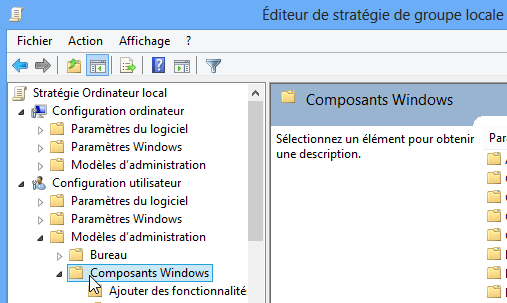 Éditeur de stratégie de groupe locale
Fichier Action Affichage ?
Stratégie Ordinateur local
Configuration ordinateur
Paramètres du logiciel
Paramètres Windows
Modèles d'administration
Configuration utilisateur
Paramètres du logiciel
Paramètres Windows
Modèles d'administration
Bureau
Composants Windows
Ajouter des fonctionnalité
Composants Windows
Sélectionnez un élément pour obtenir
une description.
Para